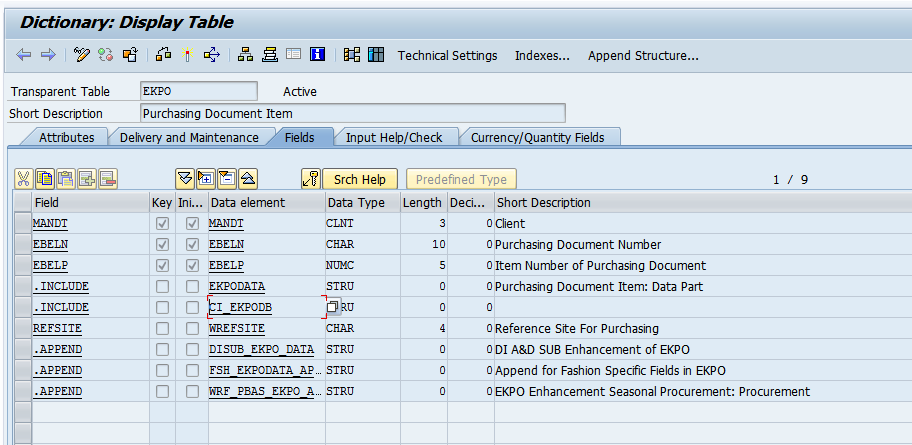 Dictionary: Display Table
Technical Settings Indexes... Append Structure...
Transparent Table EKPO Active
Short Description Purchasing Document Item
Attributes Delivery and Maintenance Fields Input Help/Check Currency/Quantity Fields
Srch Help Predefined Type 1 / 9
Field Key Ini... Data element Data Type Length Deci... Short Description
MANDT MANDT CLNT 3 0 Client
EBELN EBELN CHAR 10 0 Purchasing Document Number
EBELP EBELP NUMC 5 0 Item Number of Purchasing Document
.INCLUDE EKPODATA STRU 0 0 Purchasing Document Item: Data Part
.INCLUDE CI_EKPODB RU 0 0
REFSITE WREFSITE CHAR 4 0 Reference Site For Purchasing
.APPEND DISUB_EKPO_DATA STRU 0 0 DI A&D SUB Enhancement of EKPO
.APPEND FSH_EKPODATA_AP... STRU 0 0 Append for Fashion Specific Fields in EKPO
.APPEND WRF_PBAS_EKPO_A... STRU 0 0 EKPO Enhancement Seasonal Procurement: Procurement